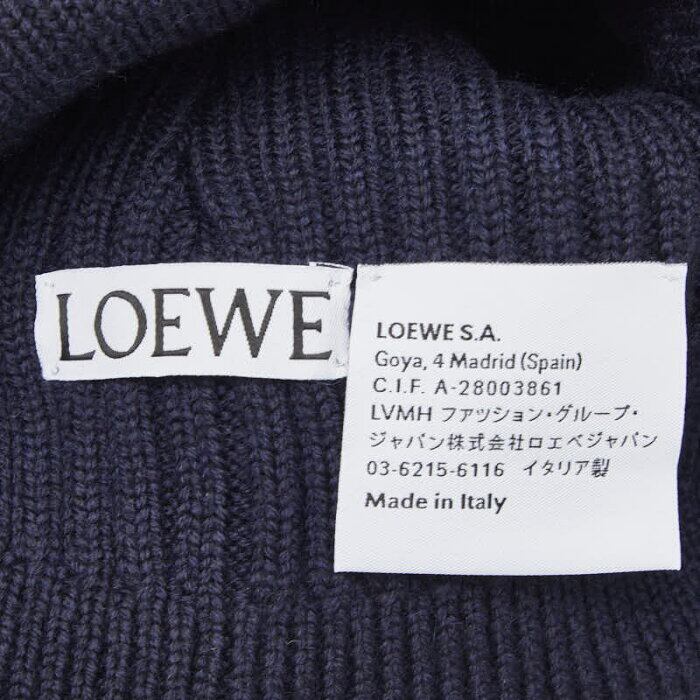 LOEWE
LOEWE S.A.
Goya, 4 Madrid (Spain)
C.I.F. A-28003861
LVMH ファッション・グループ・
ジャパン株式会社ロエベジャパン
03-6215-6116 イタリア製
Made in Italy